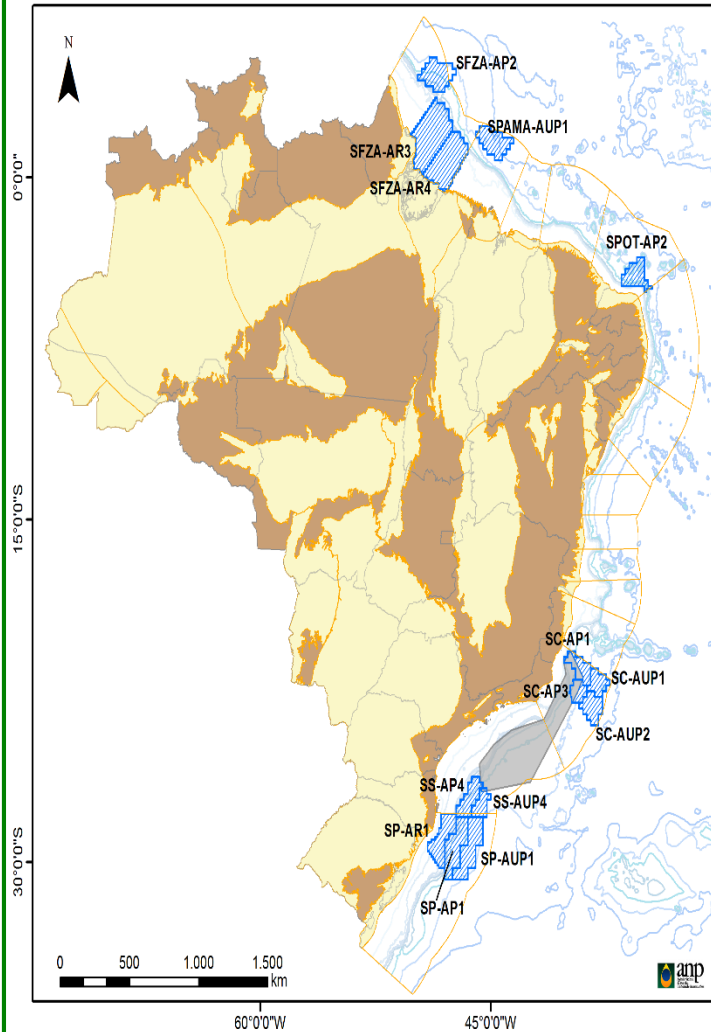 N
SFZA-AP2
SPAMA-AUP1
SFZA-AR3
SFZA-AR4
0°0'0"
SPOT-AP2
15°0'0"S
SC-AP1
SC-AUP1
SC-AP3
SC-AUP2
SS-AP4
SS-AUP4
SP-AR1
SP-AUP1
30°0'0"S
SP-AP1
0 500 1.000 1.500
km
anp
60°0'0"W 45°0'0"W